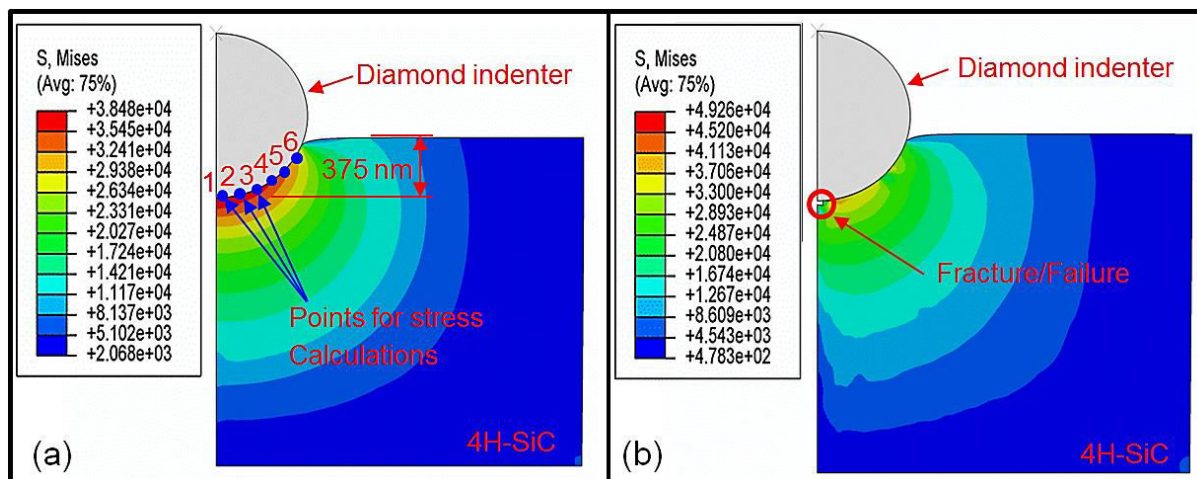 S, Mises
(Avg: 75%)
+3.848e+04
+3.545e+04
+3.241e+04
+2.938e+04
+2.634e+04
+2.331e+04
+2.027e+04
+1.724e+04
+1.421e+04
+1.117e+04
+8.137e+03
+5.102e+03
+2.068e+03
Diamond indenter
1 2 3 4 5 6
375 nm
Points for stress
Calculations
4H-SiC
(a)
S, Mises
(Avg: 75%)
+4.926e+04
+4.520e+04
+4.113e+04
+3.706e+04
+3.300e+04
+2.893e+04
+2.487e+04
+2.080e+04
+1.674e+04
+1.267e+04
+8.609e+03
+4.543e+03
+4.783e+02
Diamond indenter
Fracture/Failure
4H-SiC
(b)